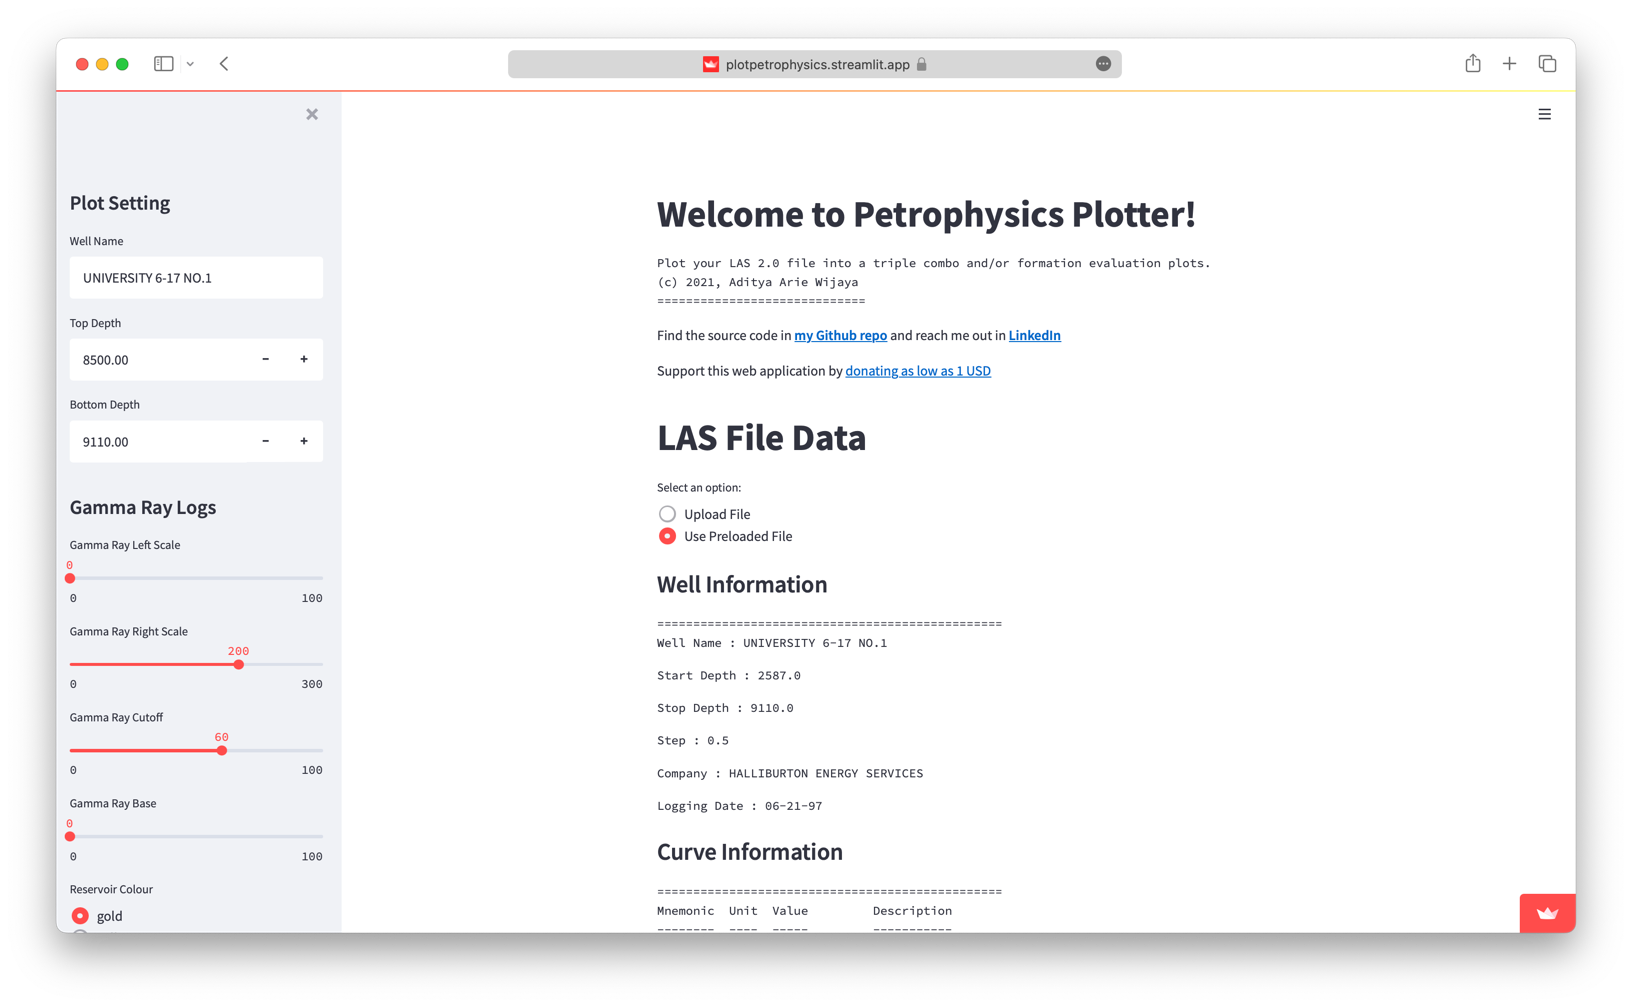 plotpetrophysics.streamlit.app
Plot Setting
Well Name
UNIVERSITY 6-17 NO.1
Top Depth
8500.00
-
+
Bottom Depth
9110.00
-
+
Gamma Ray Logs
Gamma Ray Left Scale
0
0 100
Gamma Ray Right Scale
200
0 300
Gamma Ray Cutoff
60
0 100
Gamma Ray Base
0
0 100
Reservoir Colour
gold
Welcome to Petrophysics Plotter!
Plot your LAS 2.0 file into a triple combo and/or formation evaluation plots.
(c) 2021, Aditya Arie Wijaya
=============================
Find the source code in my Github repo and reach me out in LinkedIn
Support this web application by donating as low as 1 USD
LAS File Data
Select an option:
Upload File
Use Preloaded File
Well Information
================================================
Well Name : UNIVERSITY 6-17 NO.1
Start Depth : 2587.0
Stop Depth : 9110.0
Step : 0.5
Company : HALLIBURTON ENERGY SERVICES
Logging Date : 06-21-97
Curve Information
================================================
Mnemonic Unit Value Description
-------- ---- ----- -----------